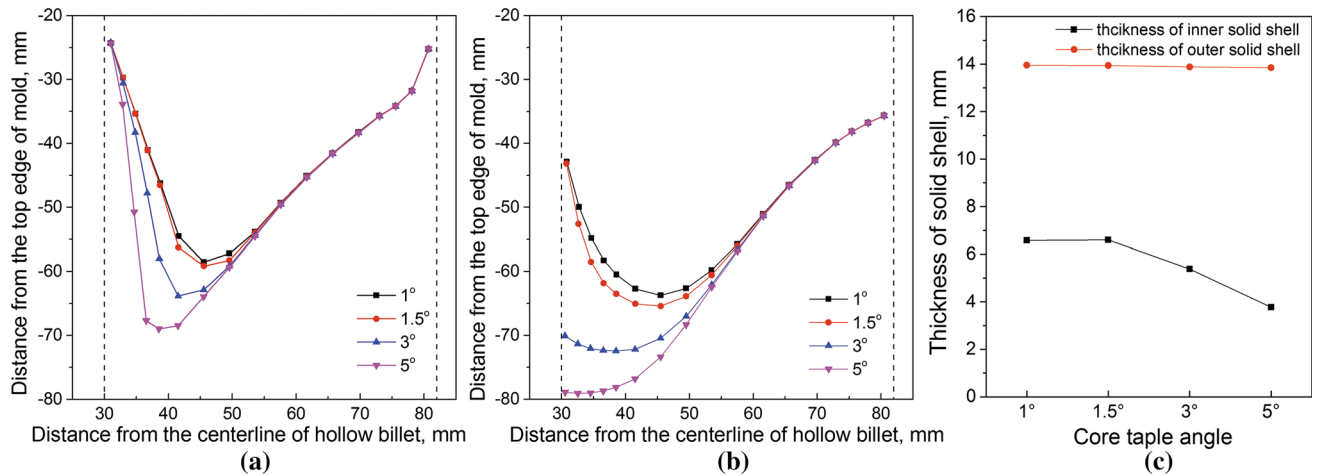 -20
-30
-40
-50
-60
-70
-80
Distance from the top edge of mold, mm
1°
1.5°
3°
5°
30 40 50 60 70 80
Distance from the centerline of hollow billet, mm
(a)
-20
-30
-40
-50
-60
-70
-80
Distance from the top edge of mold, mm
1°
1.5°
3°
5°
30 40 50 60 70 80
Distance from the centerline of hollow billet, mm
(b)
16
14
12
10
8
6
4
2
0
Thickness of solid shell, mm
thcikness of inner solid shell
thcikness of outer solid shell
1° 1.5° 3° 5°
Core taple angle
(c)